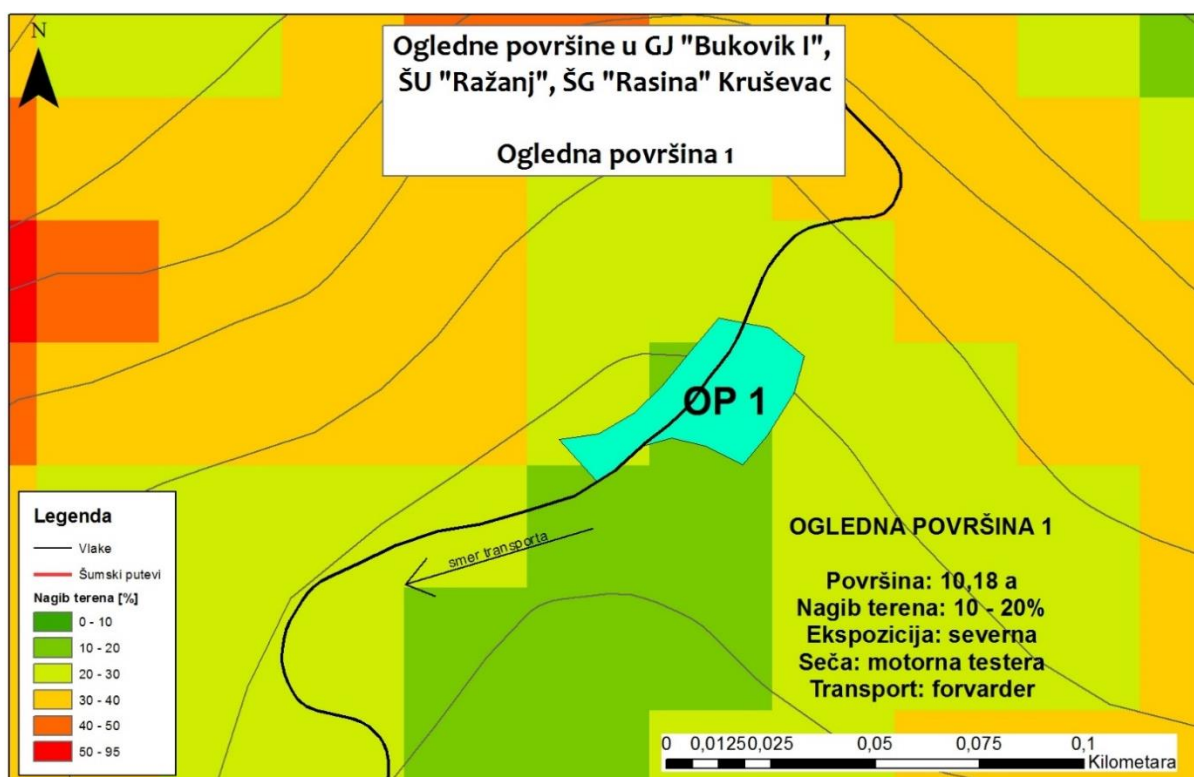 N
Ogledne površine u GJ "Bukovik I",
ŠU "Ražanj", ŠG "Rasina" Kruševac
Ogledna površina 1
OP 1
smer transporta
Legenda
Vlake
Šumski putevi
Nagib terena [%]
0 - 10
10 - 20
20 - 30
30 - 40
40 - 50
50 - 95
OGLEDNA POVRŠINA 1
Površina: 10,18 a
Nagib terena: 10 - 20%
Ekspozicija: severna
Seča: motorna testera
Transport: forvarder
0 0,0125 0,025 0,05 0,075 0,1
Kilometara